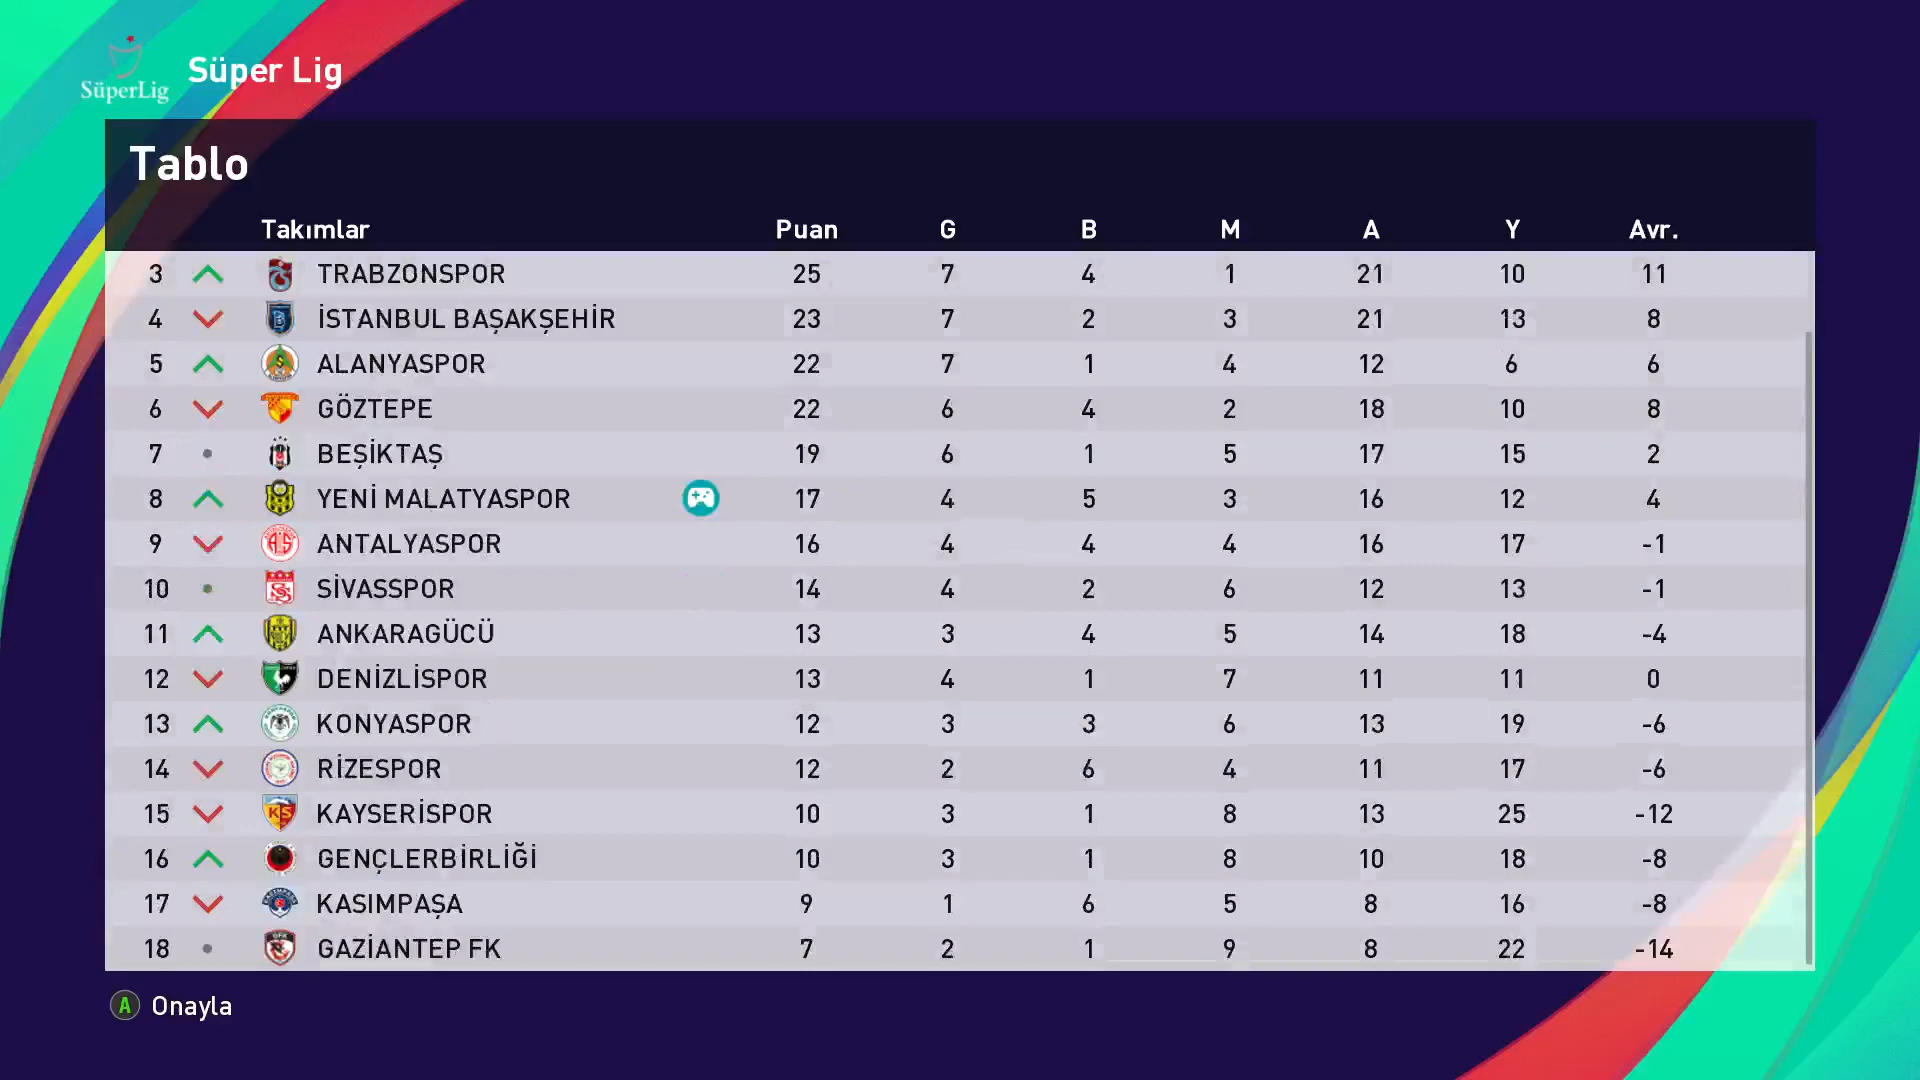 SüperLig Süper Lig
Tablo
Takımlar Puan G B M A Y Avr.
3 TRABZONSPOR 25 7 4 1 21 10 11
4 İSTANBUL BAŞAKŞEHİR 23 7 2 3 21 13 8
5 ALANYASPOR 22 7 1 4 12 6 6
6 GÖZTEPE 22 6 4 2 18 10 8
7 BEŞİKTAŞ 19 6 1 5 17 15 2
8 YENİ MALATYASPOR 17 4 5 3 16 12 4
9 ANTALYASPOR 16 4 4 4 16 17 -1
10 SİVASSPOR 14 4 2 6 12 13 -1
11 ANKARAGÜCÜ 13 3 4 5 14 18 -4
12 DENİZLİSPOR 13 4 1 7 11 11 0
13 KONYASPOR 12 3 3 6 13 19 -6
14 RİZESPOR 12 2 6 4 11 17 -6
15 KAYSERİSPOR 10 3 1 8 13 25 -12
16 GENÇLERBİRLİĞİ 10 3 1 8 10 18 -8
17 KASIMPAŞA 9 1 6 5 8 16 -8
18 GAZİANTEP FK 7 2 1 9 8 22 -14
A Onayla